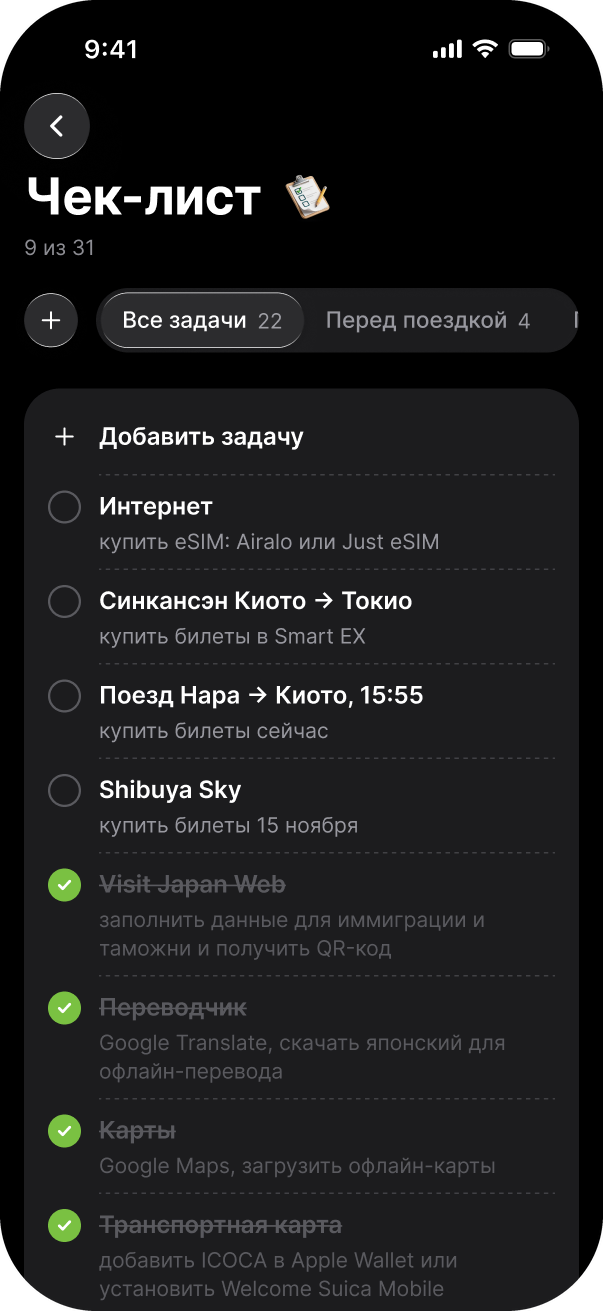 9:41
Чек-лист
9 из 31
Все задачи 22
Перед поездкой 4
Добавить задачу
Интернет
купить eSIM: Airalo или Just eSIM
Синкансэн Киото → Токио
купить билеты в Smart EX
Поезд Нара → Киото, 15:55
купить билеты сейчас
Shibuya Sky
купить билеты 15 ноября
Visit Japan Web
заполнить данные для иммиграции и
таможни и получить QR-код
Переводчик
Google Translate, скачать японский для
офлайн-перевода
Карты
Google Maps, загрузить офлайн-карты
Транспортная карта
добавить ICOCA в Apple Wallet или
установить Welcome Suica Mobile